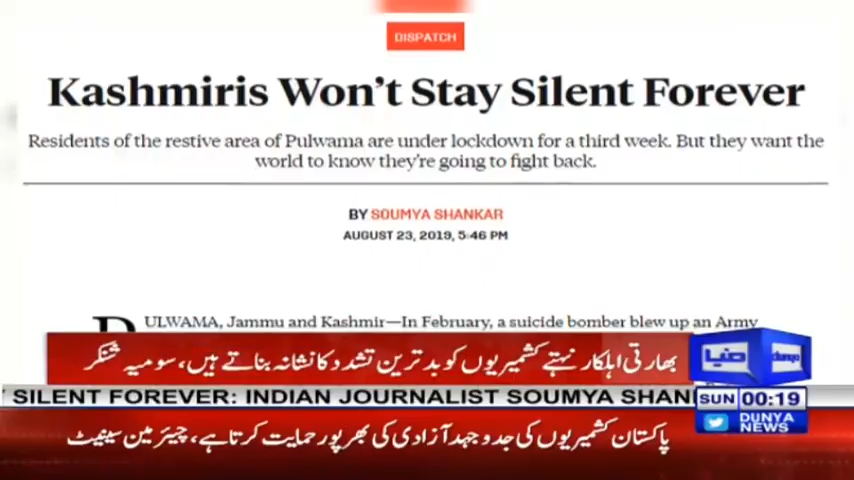 DISPATCH
Kashmiris Won't Stay Silent Forever
Residents of the restive area of Pulwama are under lockdown for a third week. But they want the
world to know they're going to fight back.
BY SOUMYA SHANKAR
AUGUST 23, 2019, 5:46 PM
PULWAMA, Jammu and Kashmir—In February, a suicide bomber blew up an Army
بھارتی اہلکار نہتے کشمیریوں کو بدترین تشدد کا نشانہ بناتے ہیں، سومیہ شنکر
دنیا dunya
SILENT FOREVER: INDIAN JOURNALIST SOUMYA SHAN
SUN 00:19
DUNYA
NEWS
پاکستان کشمیریوں کی جدوجہد آزادی کی بھرپور حمایت کرتا ہے، چیئرمین سینیٹ